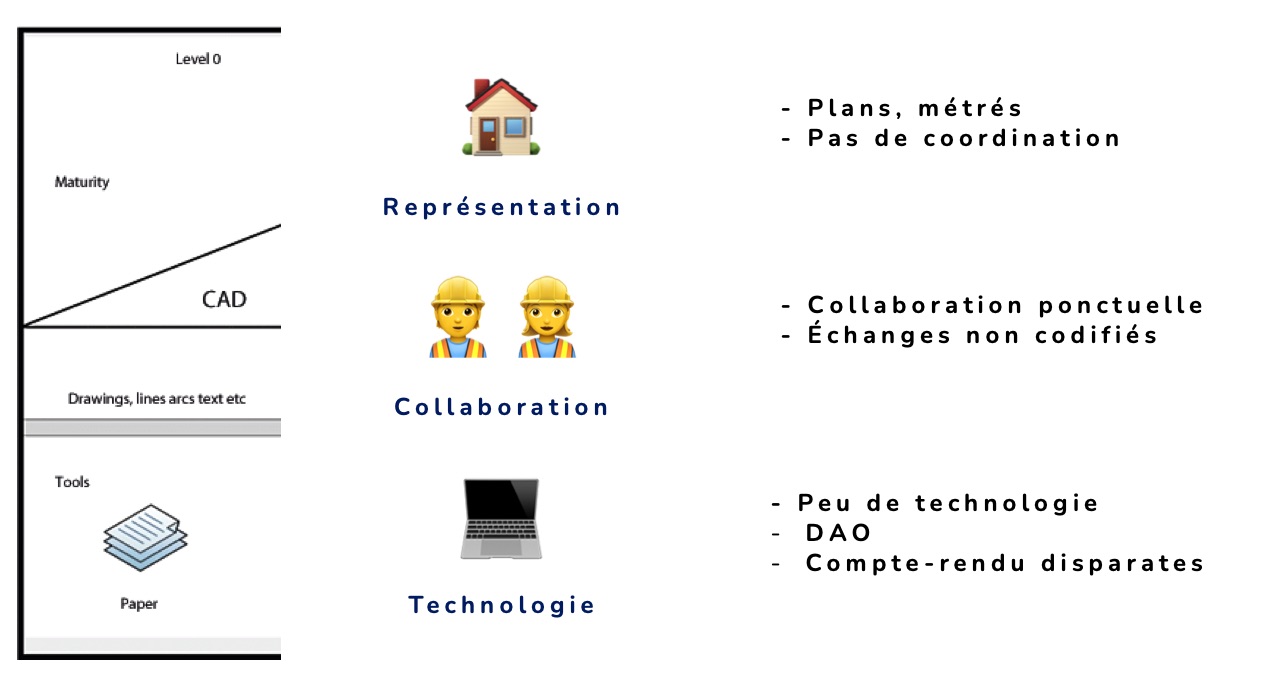 Level 0
Maturity
CAD
Drawings, lines arcs text etc
Tools
Paper
Représentation
- Plans, métrés
- Pas de coordination
Collaboration
- Collaboration ponctuelle
- Échanges non codifiés
Technologie
- Peu de technologie
- DAO
- Compte-rendu disparates